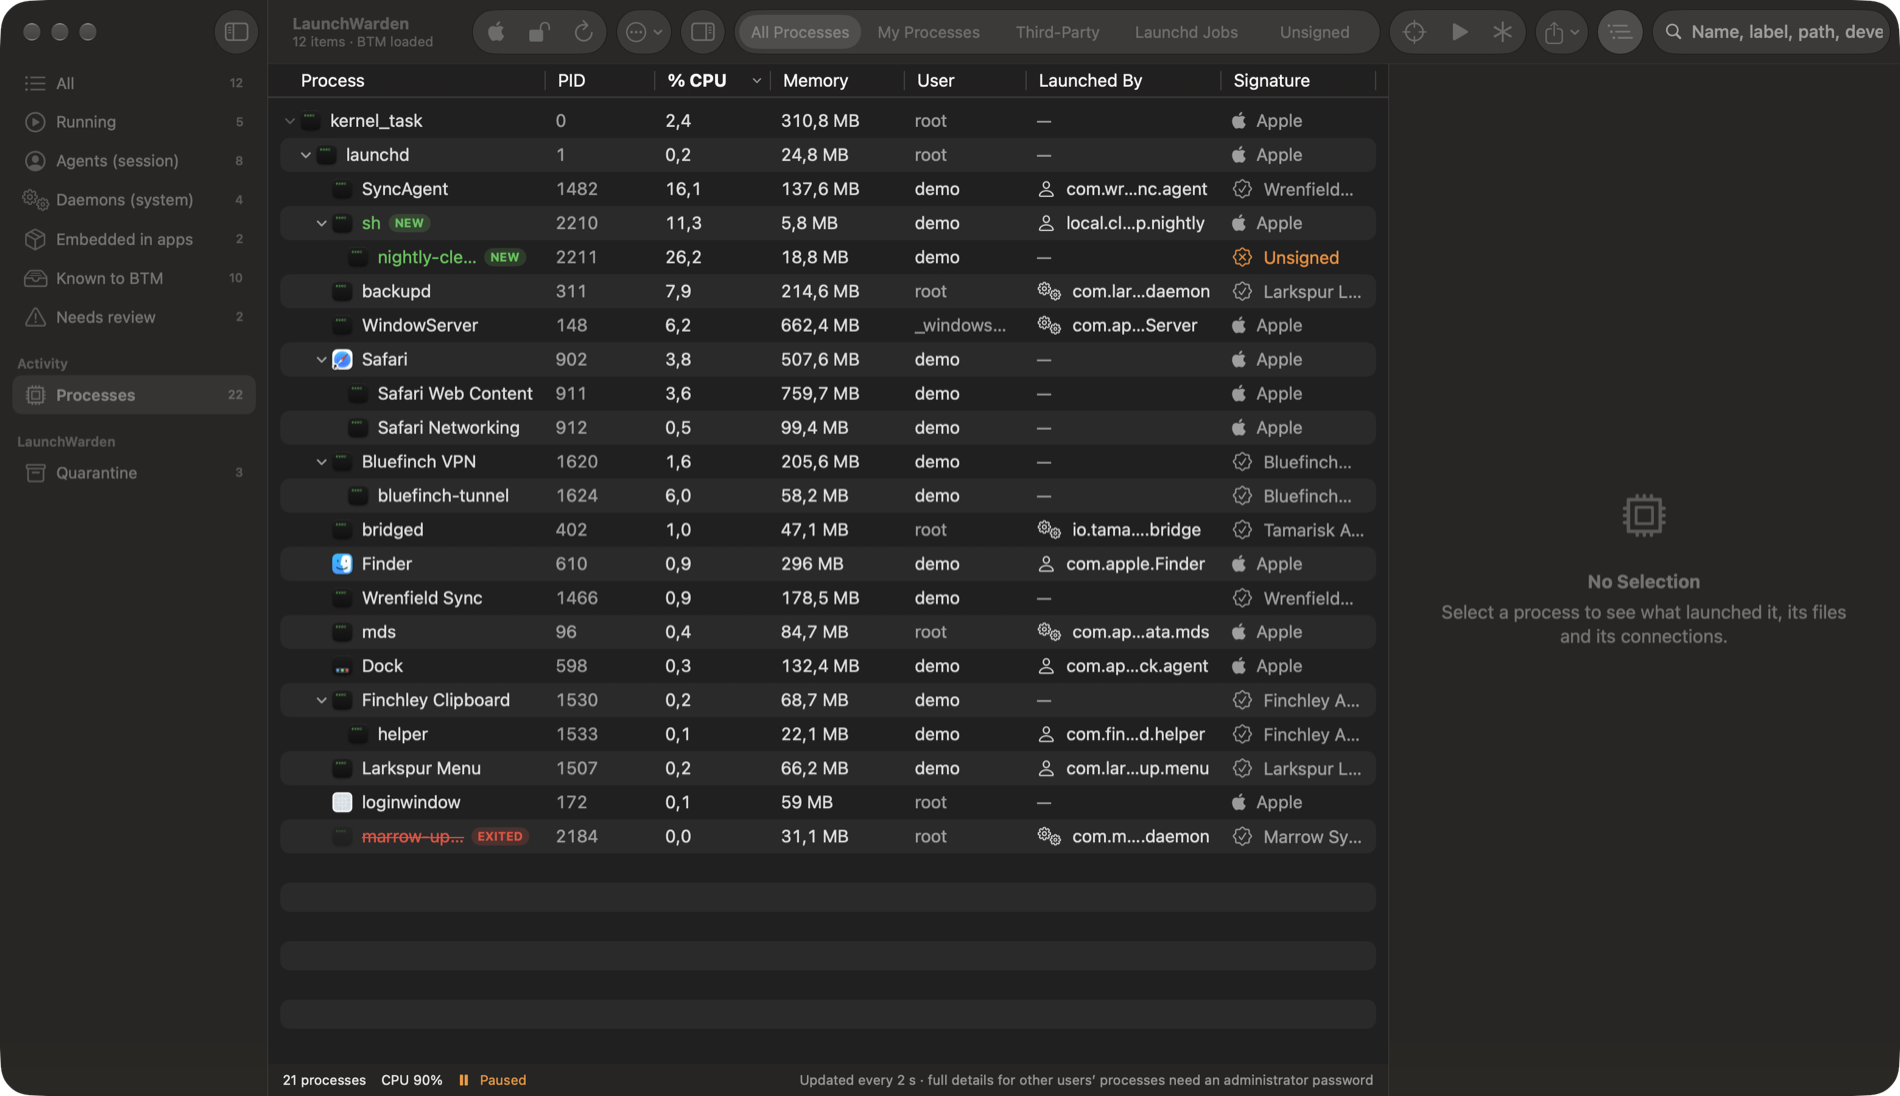 LaunchWarden
12 items · BTM loaded
All Processes
My Processes
Third-Party
Launchd Jobs
Unsigned
Name, label, path, deve
All 12
Running 5
Agents (session) 8
Daemons (system) 4
Embedded in apps 2
Known to BTM 10
Needs review 2
Activity
Processes 22
LaunchWarden
Quarantine 3
Process PID % CPU Memory User Launched By Signature
kernel_task 0 2,4 310,8 MB root — Apple
launchd 1 0,2 24,8 MB root — Apple
SyncAgent 1482 16,1 137,6 MB demo com.wr...nc.agent Wrenfield...
sh NEW 2210 11,3 5,8 MB demo local.cl...p.nightly Apple
nightly-cle... NEW 2211 26,2 18,8 MB demo — Unsigned
backupd 311 7,9 214,6 MB root com.lar...daemon Larkspur L...
WindowServer 148 6,2 662,4 MB _windows... com.ap...Server Apple
Safari 902 3,8 507,6 MB demo — Apple
Safari Web Content 911 3,6 759,7 MB demo — Apple
Safari Networking 912 0,5 99,4 MB demo — Apple
Bluefinch VPN 1620 1,6 205,6 MB demo — Bluefinch...
bluefinch-tunnel 1624 6,0 58,2 MB demo — Bluefinch...
bridged 402 1,0 47,1 MB root io.tama....bridge Tamarisk A...
Finder 610 0,9 296 MB demo com.apple.Finder Apple
Wrenfield Sync 1466 0,9 178,5 MB demo — Wrenfield...
mds 96 0,4 84,7 MB root com.ap...ata.mds Apple
Dock 598 0,3 132,4 MB demo com.ap...ck.agent Apple
Finchley Clipboard 1530 0,2 68,7 MB demo — Finchley A...
helper 1533 0,1 22,1 MB demo com.fin...d.helper Finchley A...
Larkspur Menu 1507 0,2 66,2 MB demo com.lar...up.menu Larkspur L...
loginwindow 172 0,1 59 MB root — Apple
marrow-up... EXITED 2184 0,0 31,1 MB root com.m....daemon Marrow Sy...
No Selection
Select a process to see what launched it, its files
and its connections.
21 processes CPU 90% Paused
Updated every 2 s · full details for other users’ processes need an administrator password